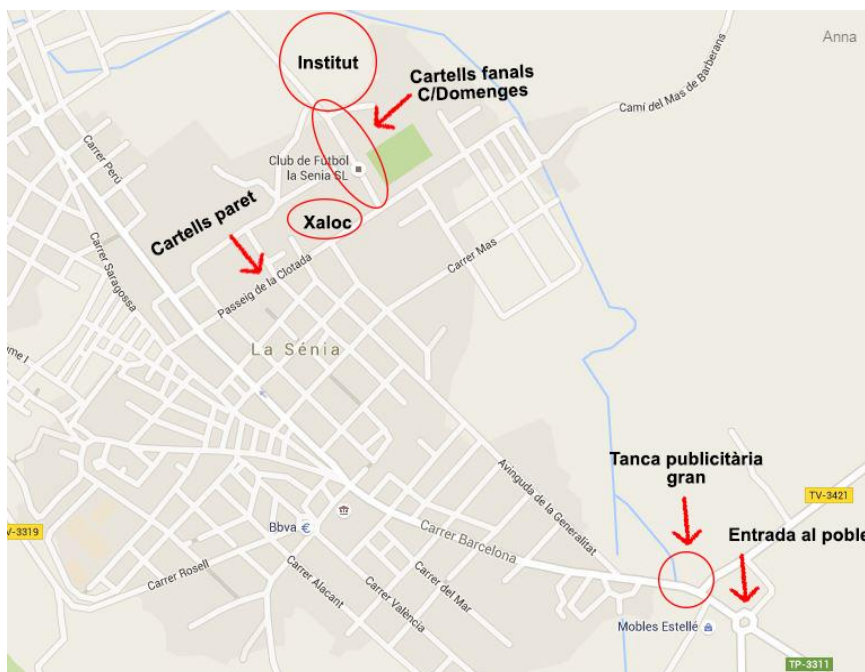 Anna
Institut
Cartells fanals
C/Domenges
Camí del Mas de Barberans
Carrer Perú
Club de Futbol
la Senia SL
Cartells paret
Xaloc
Carrer Saragossa
Carrer Mas
Passeig de la Clotada
La Sénia
ume I
Tanca publicitària
gran
Avinguda de la Generalitat
TV-3421
Bbva
V-3319
Carrer Barcelona
Entrada al poble
Carrer Rosell
Carrer Alacant
Carrer València
Carrer del Mar
Mobles Estellé
TP-3311